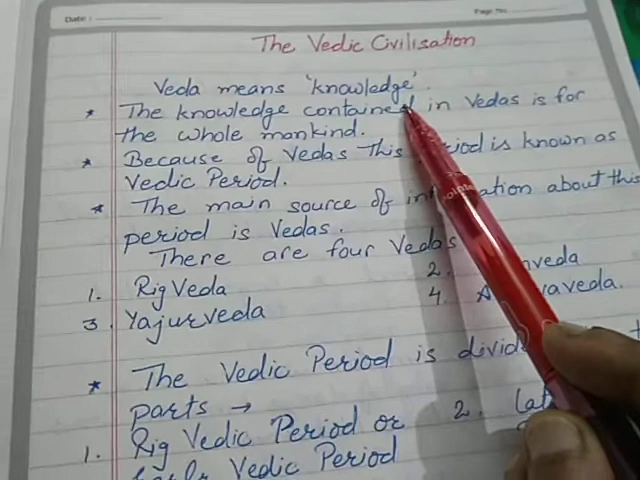 Date :
Page No.
The Vedic Civilisation
Veda means 'knowledge'.
* The knowledge contained in Vedas is for
the whole mankind.
* Because of Vedas This is known as
Vedic Period.
* The main source of about this
period is Vedas.
There are four Vedas
1. Rig Veda 2.
3. Yajurveda 4.
* The Vedic Period is
parts →
1. Rig Vedic Period or 2.
Vedic Period